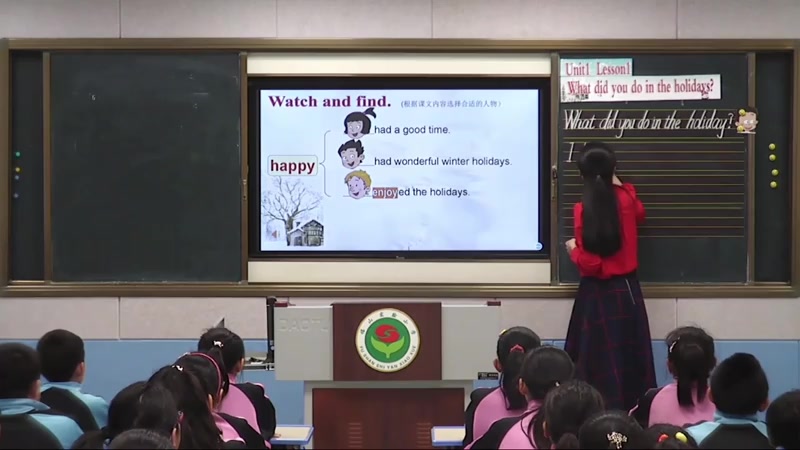 Watch and find. (根据课文内容选择合适的人物)
had a good time.
happy
had wonderful winter holidays.
enjoyed the holidays.
Unit1 Lesson1
What did you do in the holidays?
What did you do in the holiday?
I